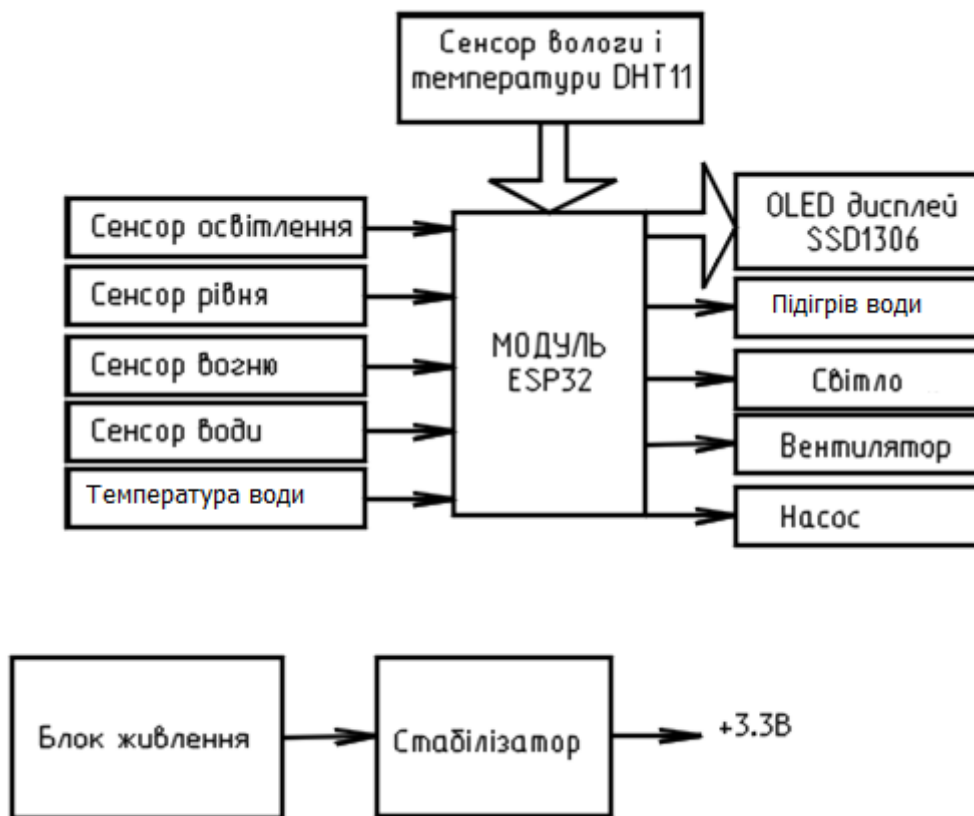 Сенсор вологи і
температури DHT11
Сенсор освітлення
Сенсор рівня
Сенсор вогню
Сенсор води
Температура води
МОДУЛЬ
ESP32
OLED дисплей
SSD1306
Підігрів води
Світло
Вентилятор
Насос
Блок живлення
Стабілізатор
+3.3В